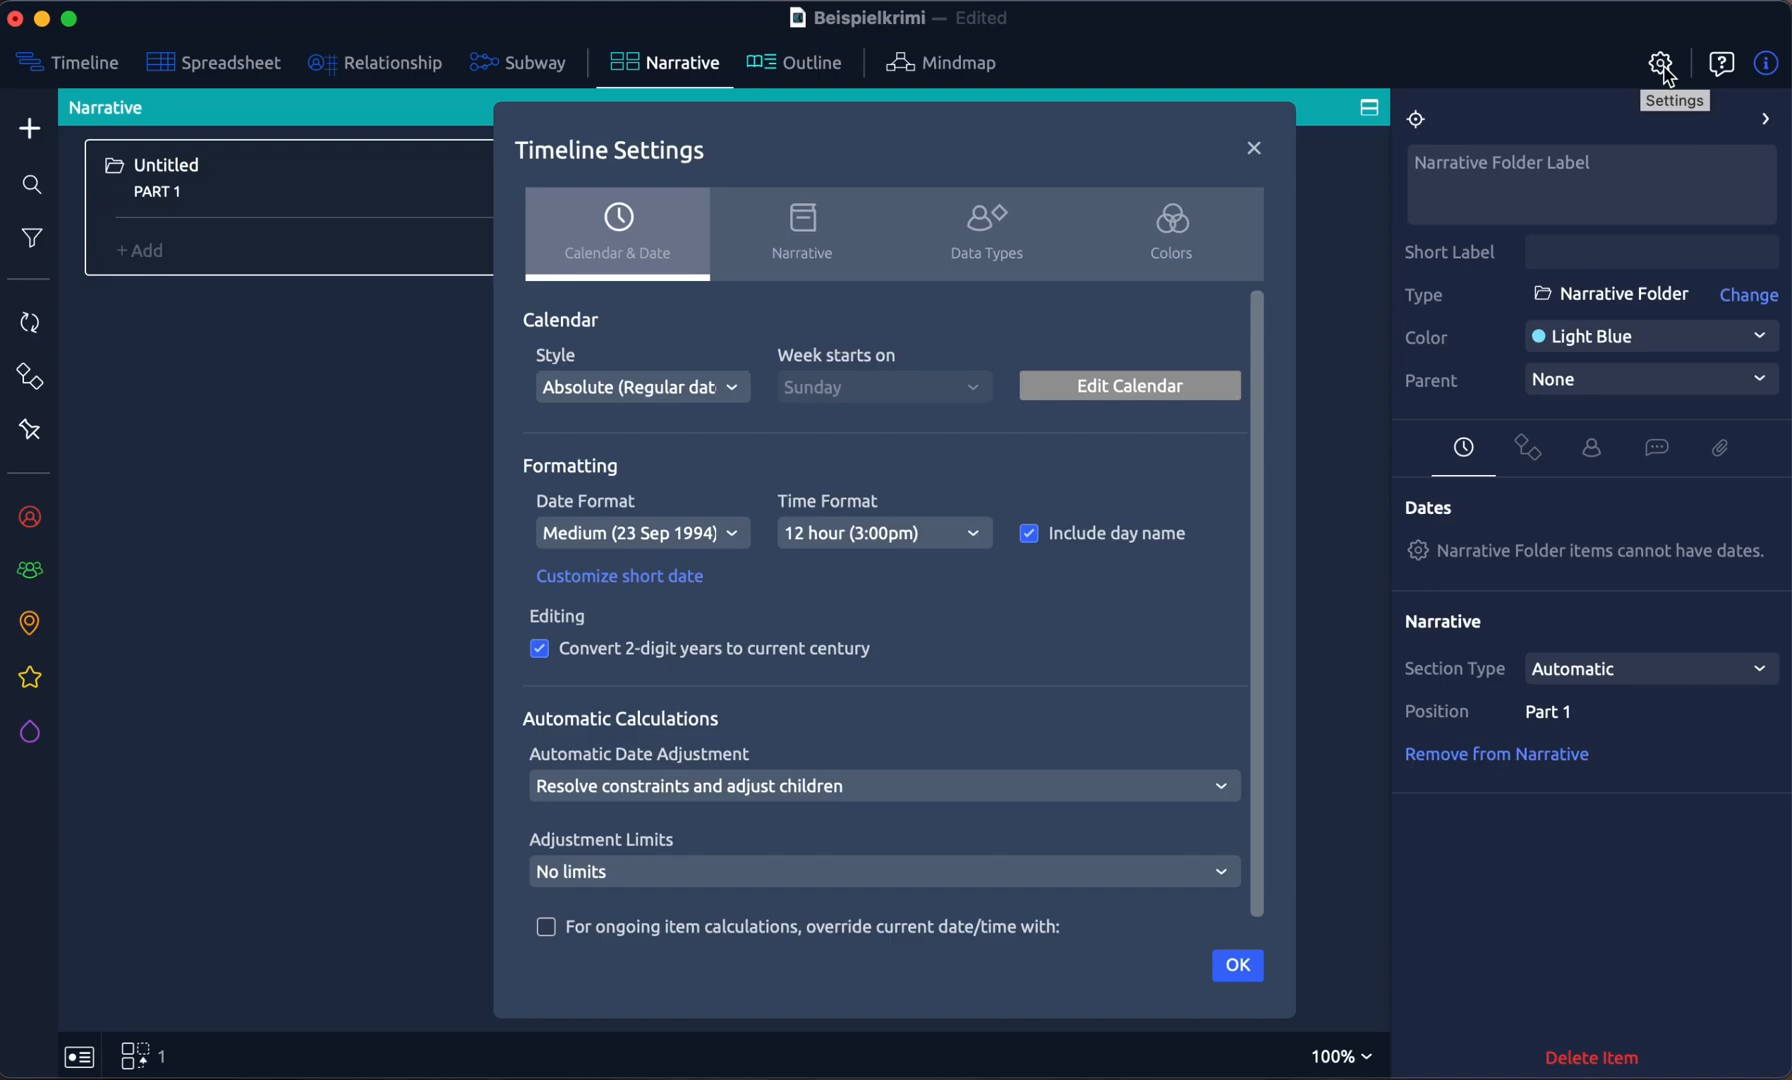 Beispielkrimi — Edited
Timeline Spreadsheet Relationship Subway Narrative Outline Mindmap
Settings
Narrative
Untitled
PART 1
+ Add
Timeline Settings
Calendar & Date Narrative Data Types Colors
Calendar
Style Week starts on
Absolute (Regular dat Sunday Edit Calendar
Formatting
Date Format Time Format
Medium (23 Sep 1994) 12 hour (3:00pm) Include day name
Customize short date
Editing
Convert 2-digit years to current century
Automatic Calculations
Automatic Date Adjustment
Resolve constraints and adjust children
Adjustment Limits
No limits
For ongoing item calculations, override current date/time with:
OK
Narrative Folder Label
Short Label
Type Narrative Folder Change
Color Light Blue
Parent None
Dates
Narrative Folder items cannot have dates.
Narrative
Section Type Automatic
Position Part 1
Remove from Narrative
Delete Item
1
100%